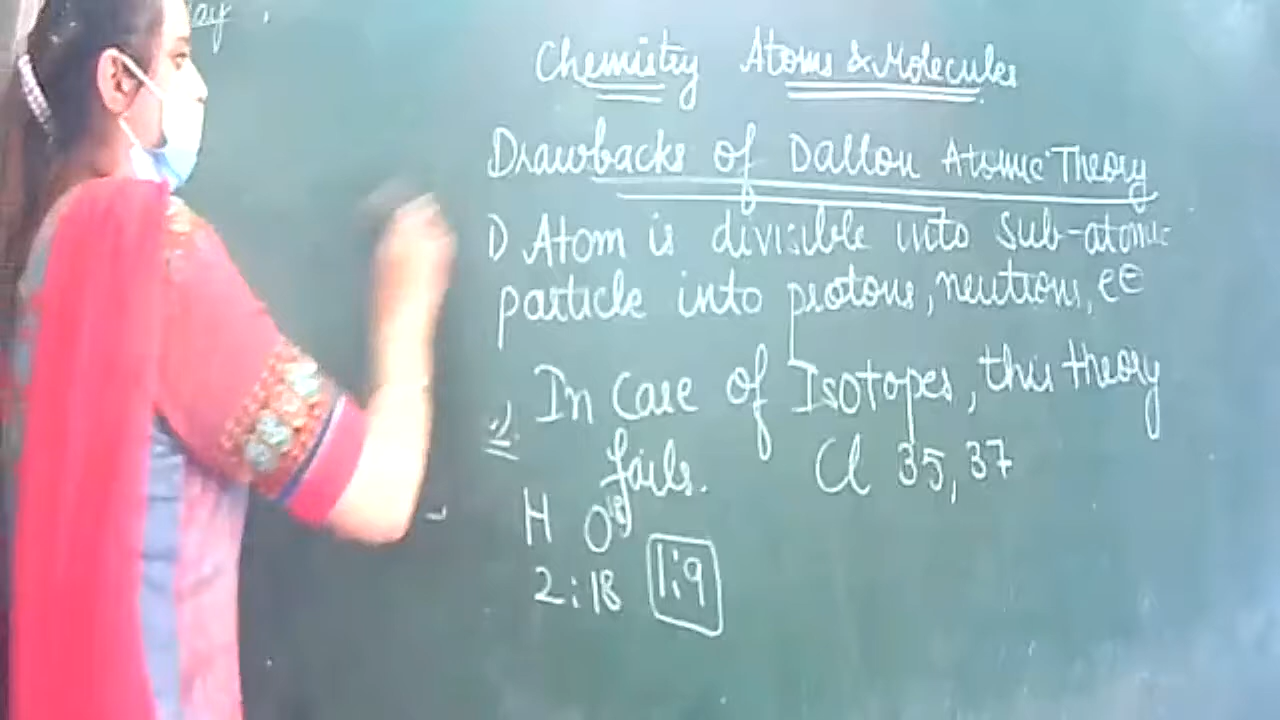 ay.
Chemistry Atoms & Molecules
Drawbacks of Dalton Atomic Theory
1) Atom is divisible into Sub-atomic
particle into protons, neutrons, e⊖
2) In Case of Isotopes, this theory
fails. Cl 35, 37
H O18
2:18 1:9